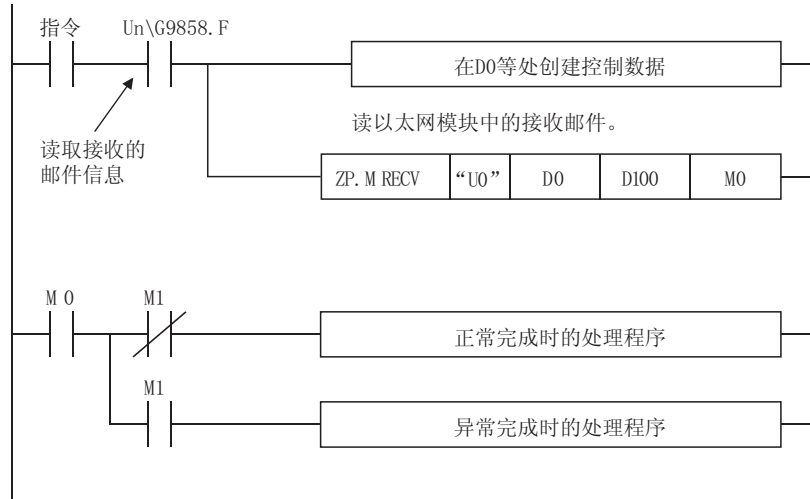 指令 Un\G9858.F
在D0等处创建控制数据
读以太网模块中的接收邮件。
读取接收的
邮件信息
ZP.M RECV “U0” D0 D100 M0
M 0 M1
正常完成时的处理程序
M1
异常完成时的处理程序